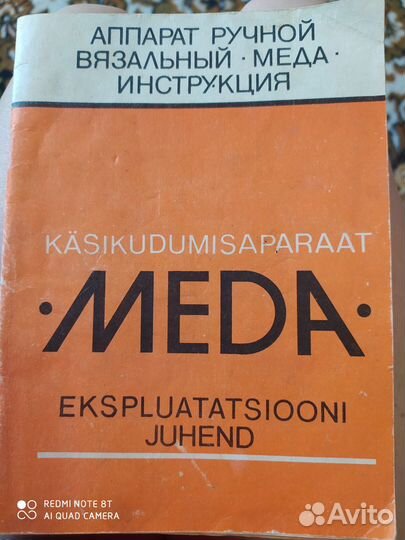 АППАРАТ РУЧНОЙ
ВЯЗАЛЬНЫЙ · МЕДА ·
ИНСТРУКЦИЯ
KÄSIKUDUMISAPARAAT
· MEDA ·
EKSPLUATATSIOONI
JUHEND
REDMI NOTE 8T
AI QUAD CAMERA
Avito